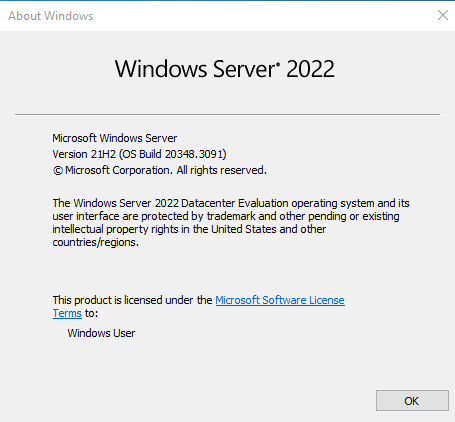 About Windows
Windows Server® 2022
Microsoft Windows Server
Version 21H2 (OS Build 20348.3091)
© Microsoft Corporation. All rights reserved.
The Windows Server 2022 Datacenter Evaluation operating system and its
user interface are protected by trademark and other pending or existing
intellectual property rights in the United States and other
countries/regions.
This product is licensed under the Microsoft Software License
Terms to:
Windows User
OK